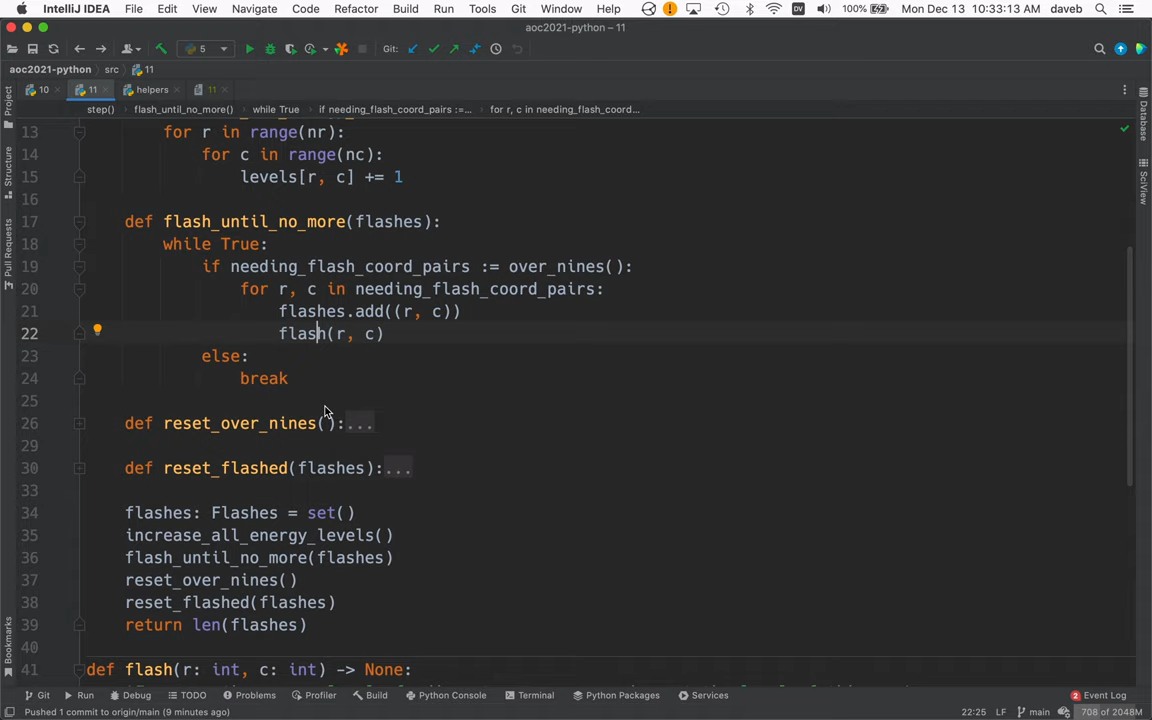 IntelliJ IDEA File Edit View Navigate Code Refactor Build Run Tools Git Window Help 100% Mon Dec 13 10:33:13 AM daveb
aoc2021-python – 11
5 Git:
aoc2021-python src 11
10 11 helpers 11
step() flash_until_no_more() while True if needing_flash_coord_pairs :=... for r, c in needing_flash_coord...
13 for r in range(nr):
14 for c in range(nc):
15 levels[r, c] += 1
16
17 def flash_until_no_more(flashes):
18 while True:
19 if needing_flash_coord_pairs := over_nines():
20 for r, c in needing_flash_coord_pairs:
21 flashes.add((r, c))
22 flash(r, c)
23 else:
24 break
25
26 def reset_over_nines():...
29
30 def reset_flashed(flashes):...
33
34 flashes: Flashes = set()
35 increase_all_energy_levels()
36 flash_until_no_more(flashes)
37 reset_over_nines()
38 reset_flashed(flashes)
39 return len(flashes)
40
41 def flash(r: int, c: int) -> None:
Project
Structure
Pull Requests
Bookmarks
Database
SciView
Git Run Debug TODO Problems Profiler Build Python Console Terminal Python Packages Services 2 Event Log
Pushed 1 commit to origin/main (9 minutes ago) 22:25 LF main 708 of 2048M